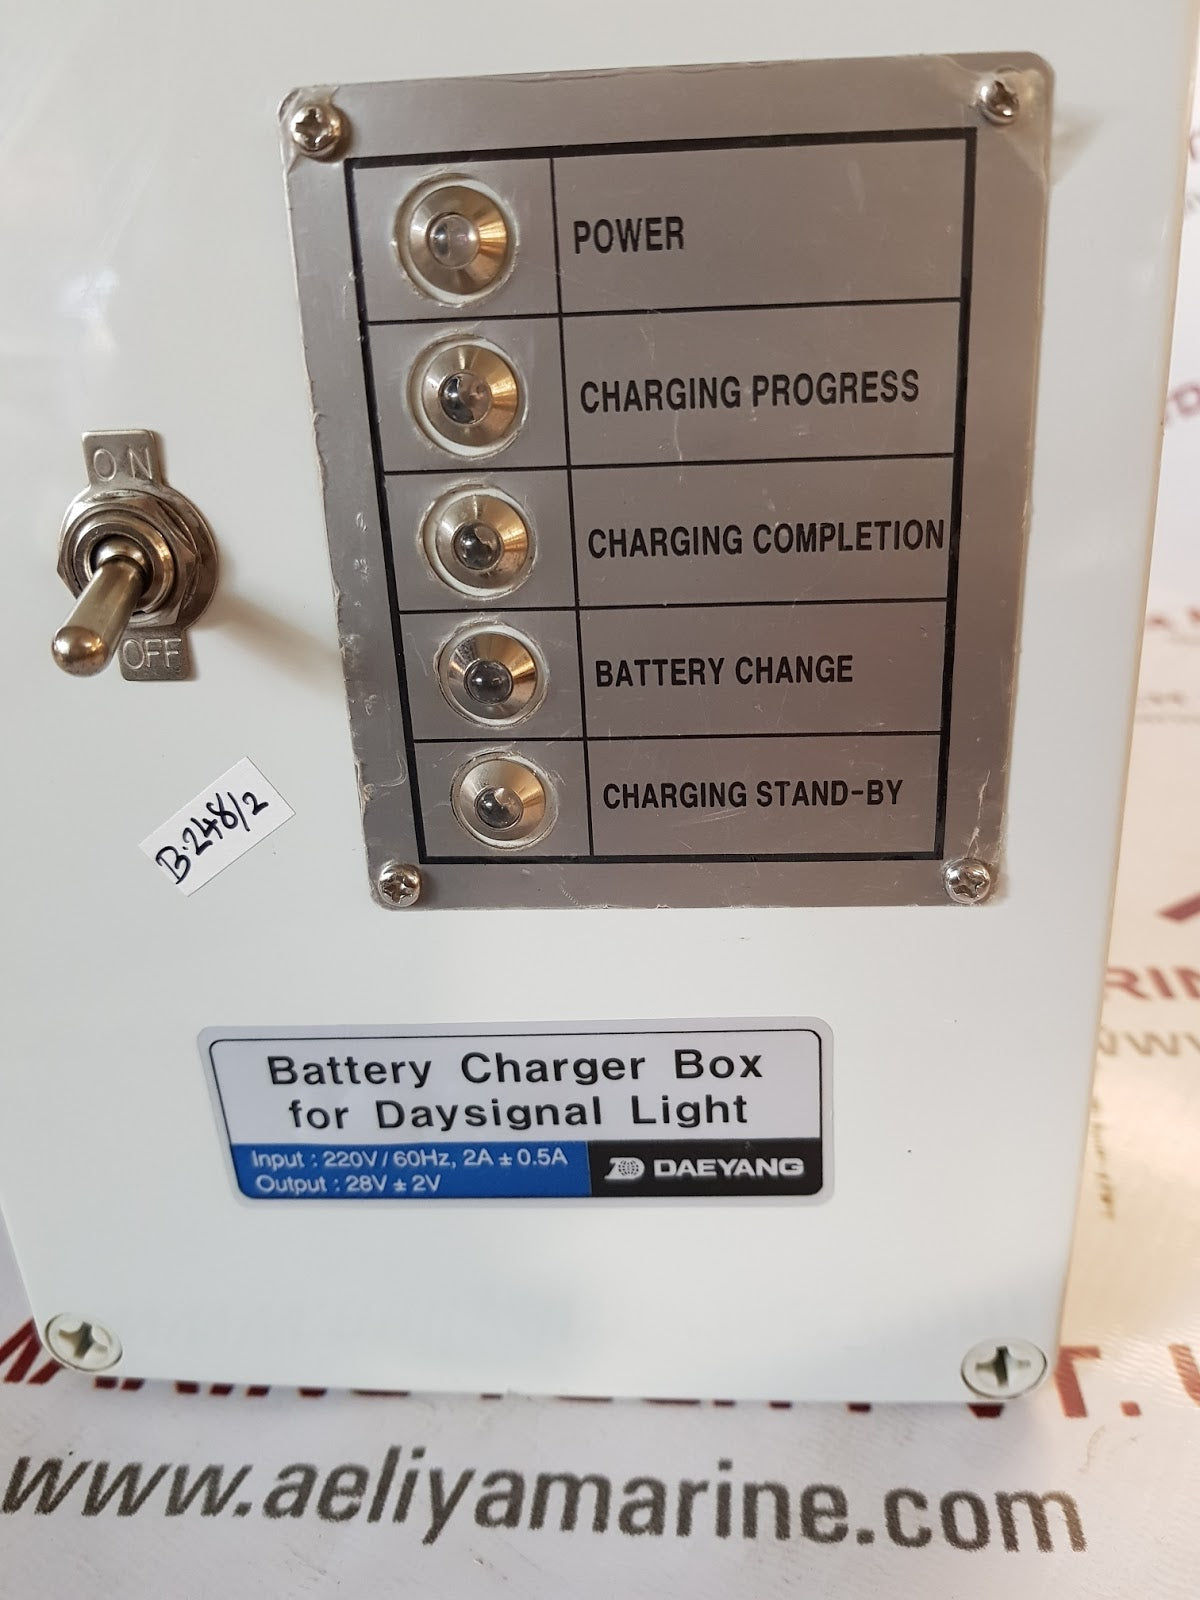 POWER
CHARGING PROGRESS
CHARGING COMPLETION
BATTERY CHANGE
CHARGING STAND-BY
ON
OFF
B.248/2
Battery Charger Box
for Daysignal Light
Input : 220V / 60Hz, 2A ± 0.5A
Output : 28V ± 2V
DAEYANG
www.aeliyamarine.com